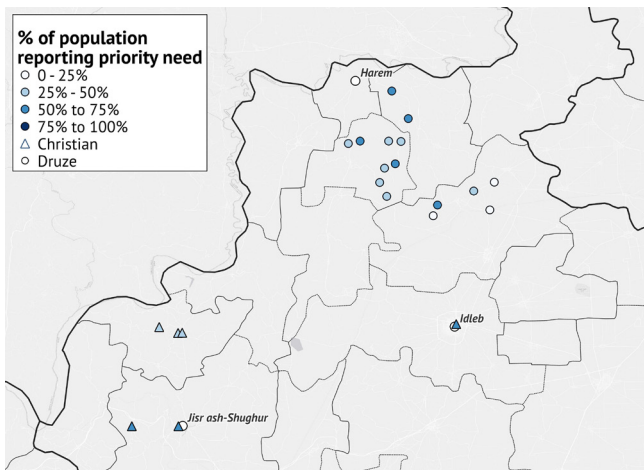 % of population
reporting priority need
0 - 25%
25% - 50%
50% to 75%
75% to 100%
Christian
Druze
Harem
Idleb
Jisr ash-Shughur